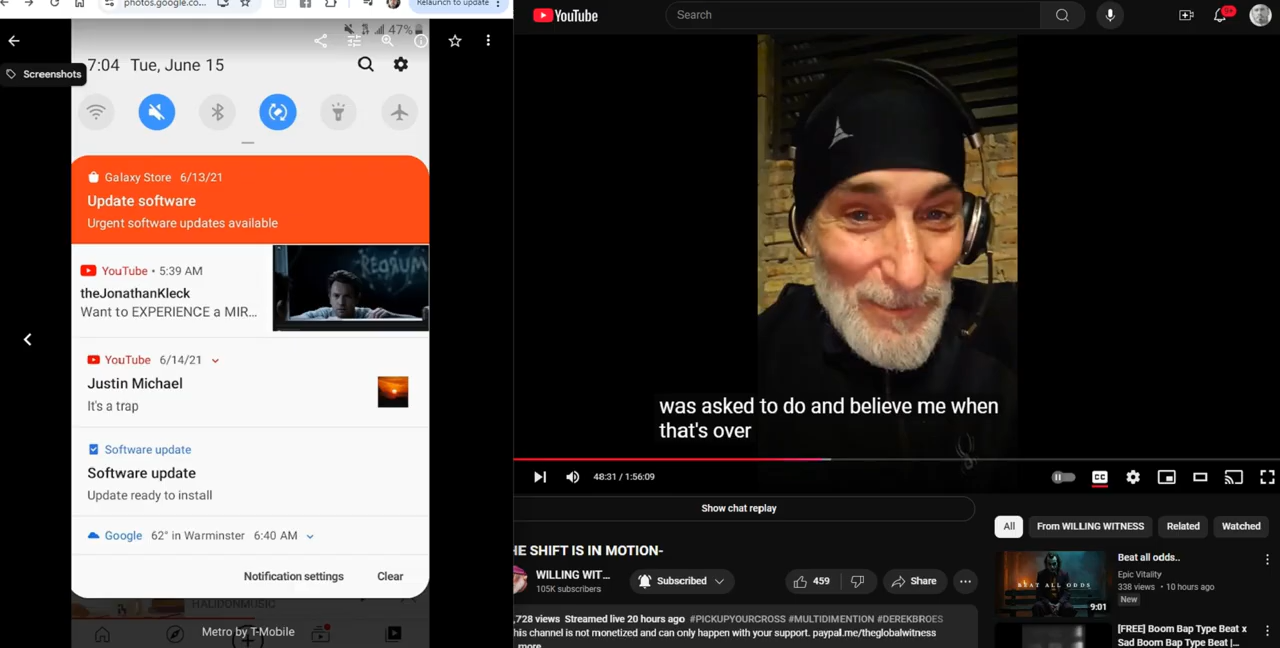 photos.google.co...
Relaunch to update
47%
Screenshots
7:04 Tue, June 15
Galaxy Store 6/13/21
Update software
Urgent software updates available
YouTube • 5:39 AM
theJonathanKleck
Want to EXPERIENCE a MIR...
REDRUM
YouTube 6/14/21
Justin Michael
It's a trap
Software update
Software update
Update ready to install
Google 62° in Warminster 6:40 AM
Notification settings Clear
HALIDONMUSIC
Metro by T-Mobile
YouTube
Search
9+
was asked to do and believe me when
that's over
48:31 / 1:56:09
CC
Show chat replay
HE SHIFT IS IN MOTION-
WILLING WIT...
105K subscribers
Subscribed
459
Share
,728 views Streamed live 20 hours ago #PICKUPYOURCROSS #MULTIDIMENTION #DEREKBROES
his channel is not monetized and can only happen with your support. paypal.me/theglobalwitness
more
All
From WILLING WITNESS
Related
Watched
BEAT ALL ODDS
9:01
Beat all odds..
Epic Vitality
338 views • 10 hours ago
New
[FREE] Boom Bap Type Beat x
Sad Boom Bap Type Beat |...